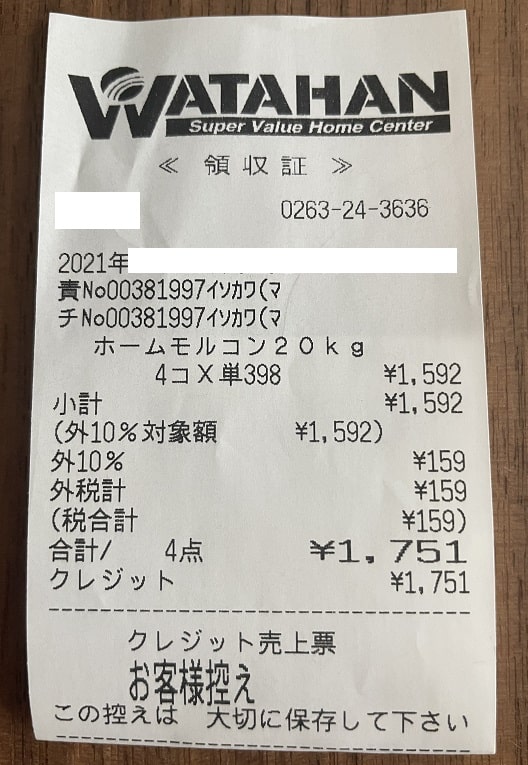 WATAHAN
Super Value Home Center
≪ 領収証 ≫
0263-24-3636
2021年
責No00381997イソカワ(マ
チNo00381997イソカワ(マ
ホームモルコン20kg
4コX単398 ¥1,592
小計 ¥1,592
(外10%対象額 ¥1,592)
外10% ¥159
外税計 ¥159
(税合計 ¥159)
合計/ 4点 ¥1,751
クレジット ¥1,751
クレジット売上票
お客様控え
この控えは 大切に保存して下さい